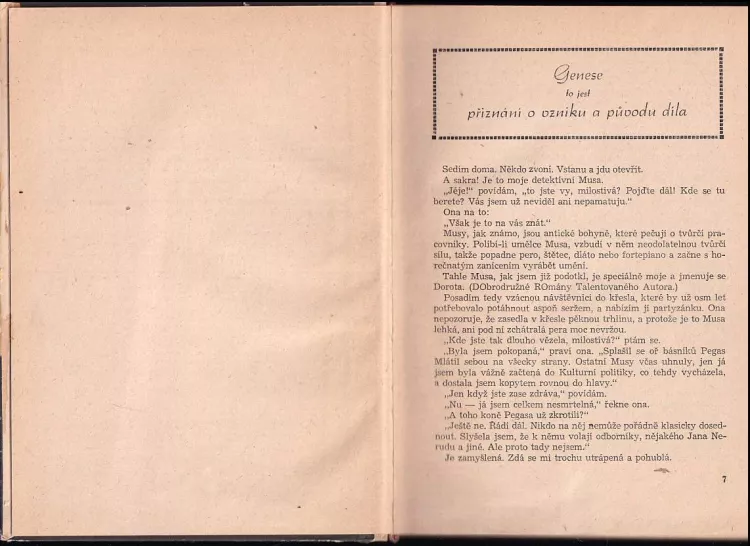 Genese
to jest
přiznání o vzniku a původu díla
Sedím doma. Někdo zvoní. Vstanu a jdu otevřít.
A sakra! Je to moje detektivní Musa.
„Jéje!“ povídám, „to jste vy, milostivá? Pojďte dál! Kde se tu
berete? Vás jsem už neviděl ani nepamatuju.“
Ona na to:
„Však je to na vás znát.“
Musy, jak známo, jsou antické bohyně, které pečují o tvůrčí pra-
covníky. Políbí-li umělce Musa, vzbudí v něm neodolatelnou tvůrčí
sílu, takže popadne pero, štětec, dláto nebo fortepiano a začne s ho-
rečnatým zanícením vyrábět umění.
Tahle Musa, jak jsem již podotkl, je speciálně moje a jmenuje se
Dorota. (DObrodružné ROmány Talentovaného Autora.)
Posadím tedy vzácnou návštěvnici do křesla, které by už osm let
potřebovalo potáhnout aspoň seržem, a nabízím jí partyzánku. Ona
nepozoruje, že zasedla v křesle pěknou trhlinu, a protože je to Musa
lehká, ani pod ní zchátralá pera moc nevržou.
„Kde jste tak dlouho vězela, milostivá?“ ptám se.
„Byla jsem pokopaná,“ praví ona. „Splašil se oř básníků Pegas
Mlátil sebou na všecky strany. Ostatní Musy včas uhnuly, jen já
jsem byla vážně začtená do Kulturní politiky, co tehdy vycházela,
a dostala jsem kopytem rovnou do hlavy.“
„Jen když jste zase zdráva,“ povídám.
„Nu — já jsem celkem nesmrtelná,“ řekne ona.
„A toho koně Pegasa už zkrotili?“
„Ještě ne. Řádí dál. Nikdo na něj nemůže pořádně klasicky dosed-
nout. Slyšela jsem, že k němu volají odborníky, nějakého Jana Ne-
rudu a jiné. Ale proto tady nejsem.“
Je zamyšlená. Zdá se mi trochu utrápená a pohublá.
7